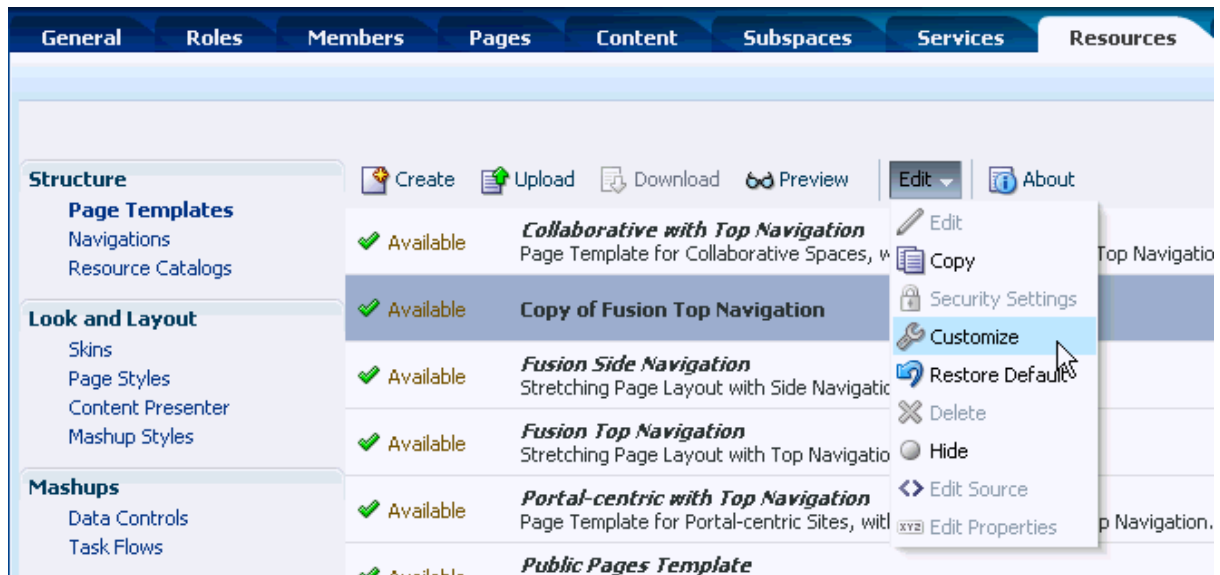 General Roles Members Pages Content Subspaces Services Resources
Structure
Page Templates
Navigations
Resource Catalogs
Look and Layout
Skins
Page Styles
Content Presenter
Mashup Styles
Mashups
Data Controls
Task Flows
Create Upload Download Preview Edit About
Available Collaborative with Top Navigation
Page Template for Collaborative Spaces, Top
Available Copy of Fusion Top Navigation
Available Fusion Side Navigation
Stretching Page Layout with Side
Available Fusion Top Navigation
Stretching Page Layout with Top
Available Portal-centric with Top Navigation
Page Template for Portal-centric Sites, Navigation.
Available Public Pages Template
Edit
Copy
Security Settings
Customize
Restore Default
Delete
Hide
Edit Source
XYZ Edit Properties